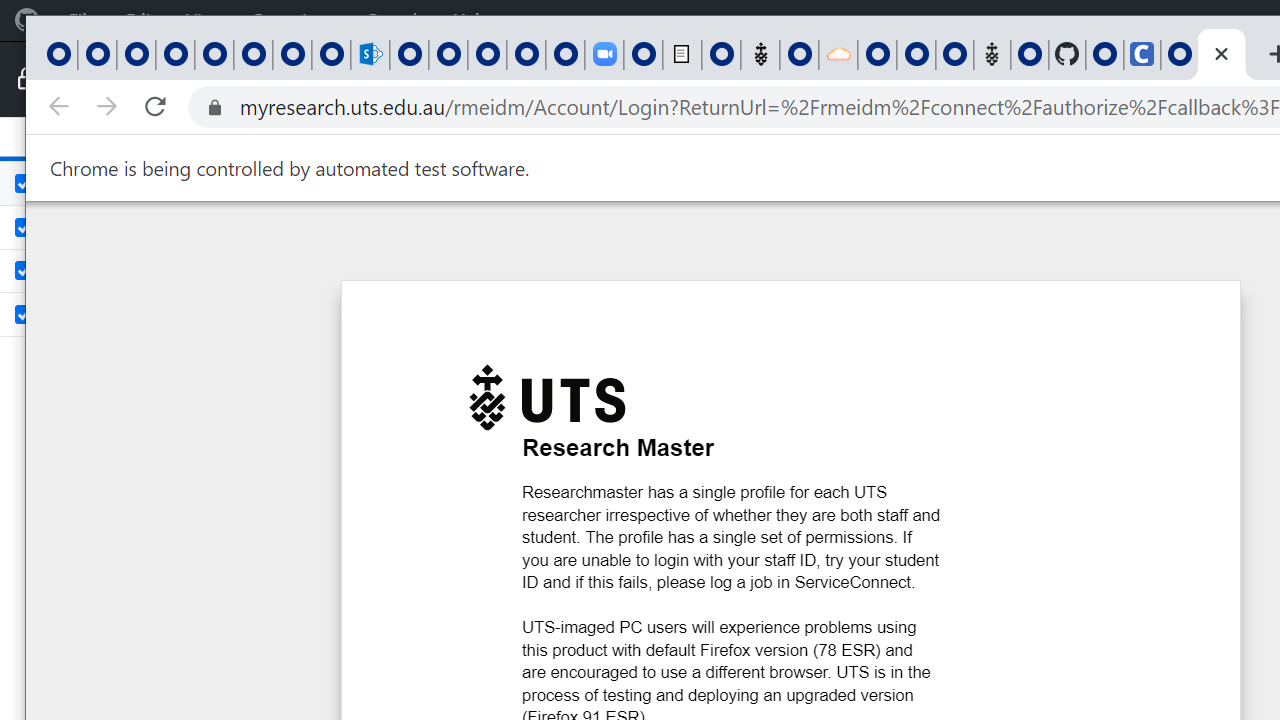 myresearch.uts.edu.au/rmeidm/Account/Login?ReturnUrl=%2Frmeidm%2Fconnect%2Fauthorize%2Fcallback%3F
Chrome is being controlled by automated test software.
UTS
Research Master
Researchmaster has a single profile for each UTS
researcher irrespective of whether they are both staff and
student. The profile has a single set of permissions. If
you are unable to login with your staff ID, try your student
ID and if this fails, please log a job in ServiceConnect.
UTS-imaged PC users will experience problems using
this product with default Firefox version (78 ESR) and
are encouraged to use a different browser. UTS is in the
process of testing and deploying an upgraded version
(Firefox 91 ESR)